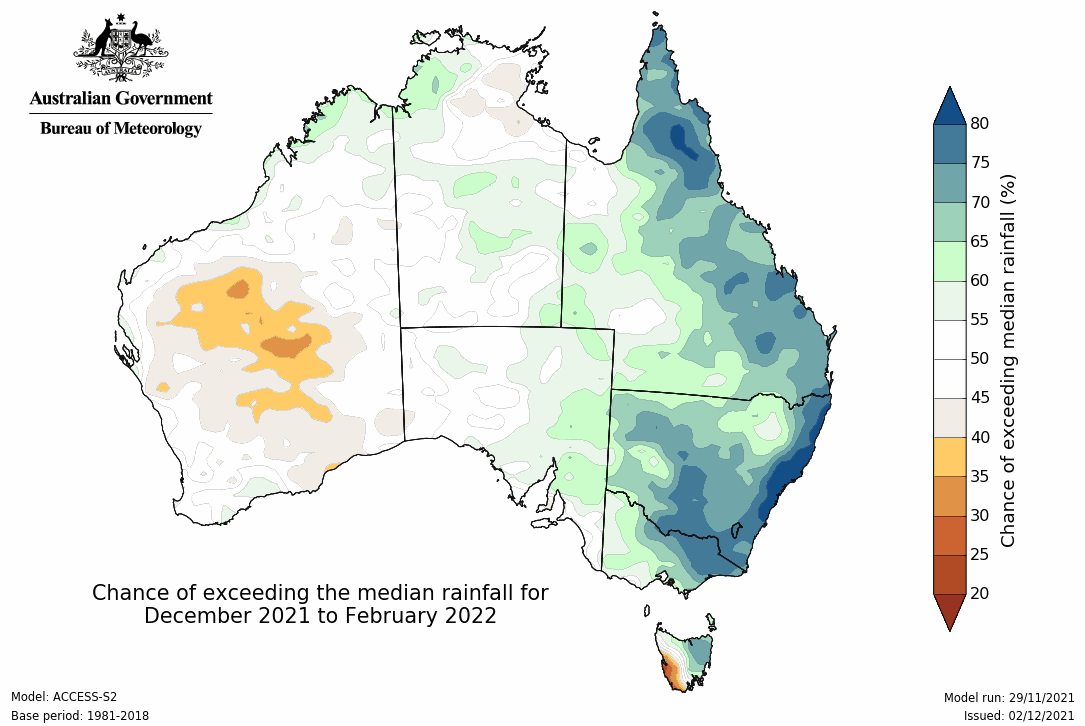 AUSTRALIA
Australian Government
Bureau of Meteorology
80
75
70
65
60
55
50
45
40
35
30
25
20
Chance of exceeding median rainfall (%)
Chance of exceeding the median rainfall for
December 2021 to February 2022
Model: ACCESS-S2
Base period: 1981-2018
Model run: 29/11/2021
Issued: 02/12/2021